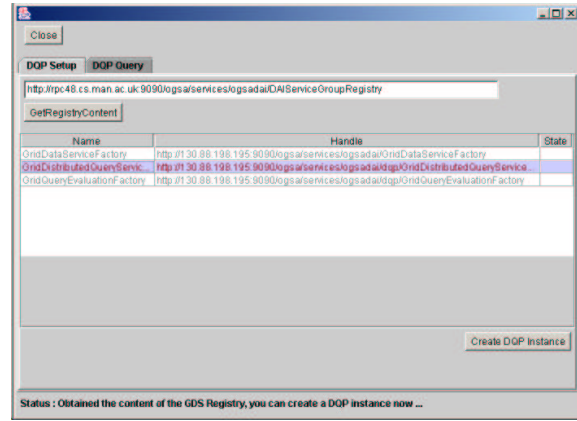 Close
DQP Setup DQP Query
http://rpc48.cs.man.ac.uk:9090/ogsa/services/ogsadai/DAIServiceGroupRegistry
GetRegistryContent
Name Handle State
GridDataServiceFactory http://130.88.198.195:9090/ogsa/services/ogsadai/GridDataServiceFactory
GridDistributedQueryServic... http://130.88.198.195:9090/ogsa/services/ogsadai/dqp/GridDistributedQueryService...
GridQueryEvaluationFactory http://130.88.198.195:9090/ogsa/services/ogsadai/dqp/GridQueryEvaluationFactory
Create DQP Instance
Status : Obtained the content of the GDS Registry, you can create a DQP instance now ...